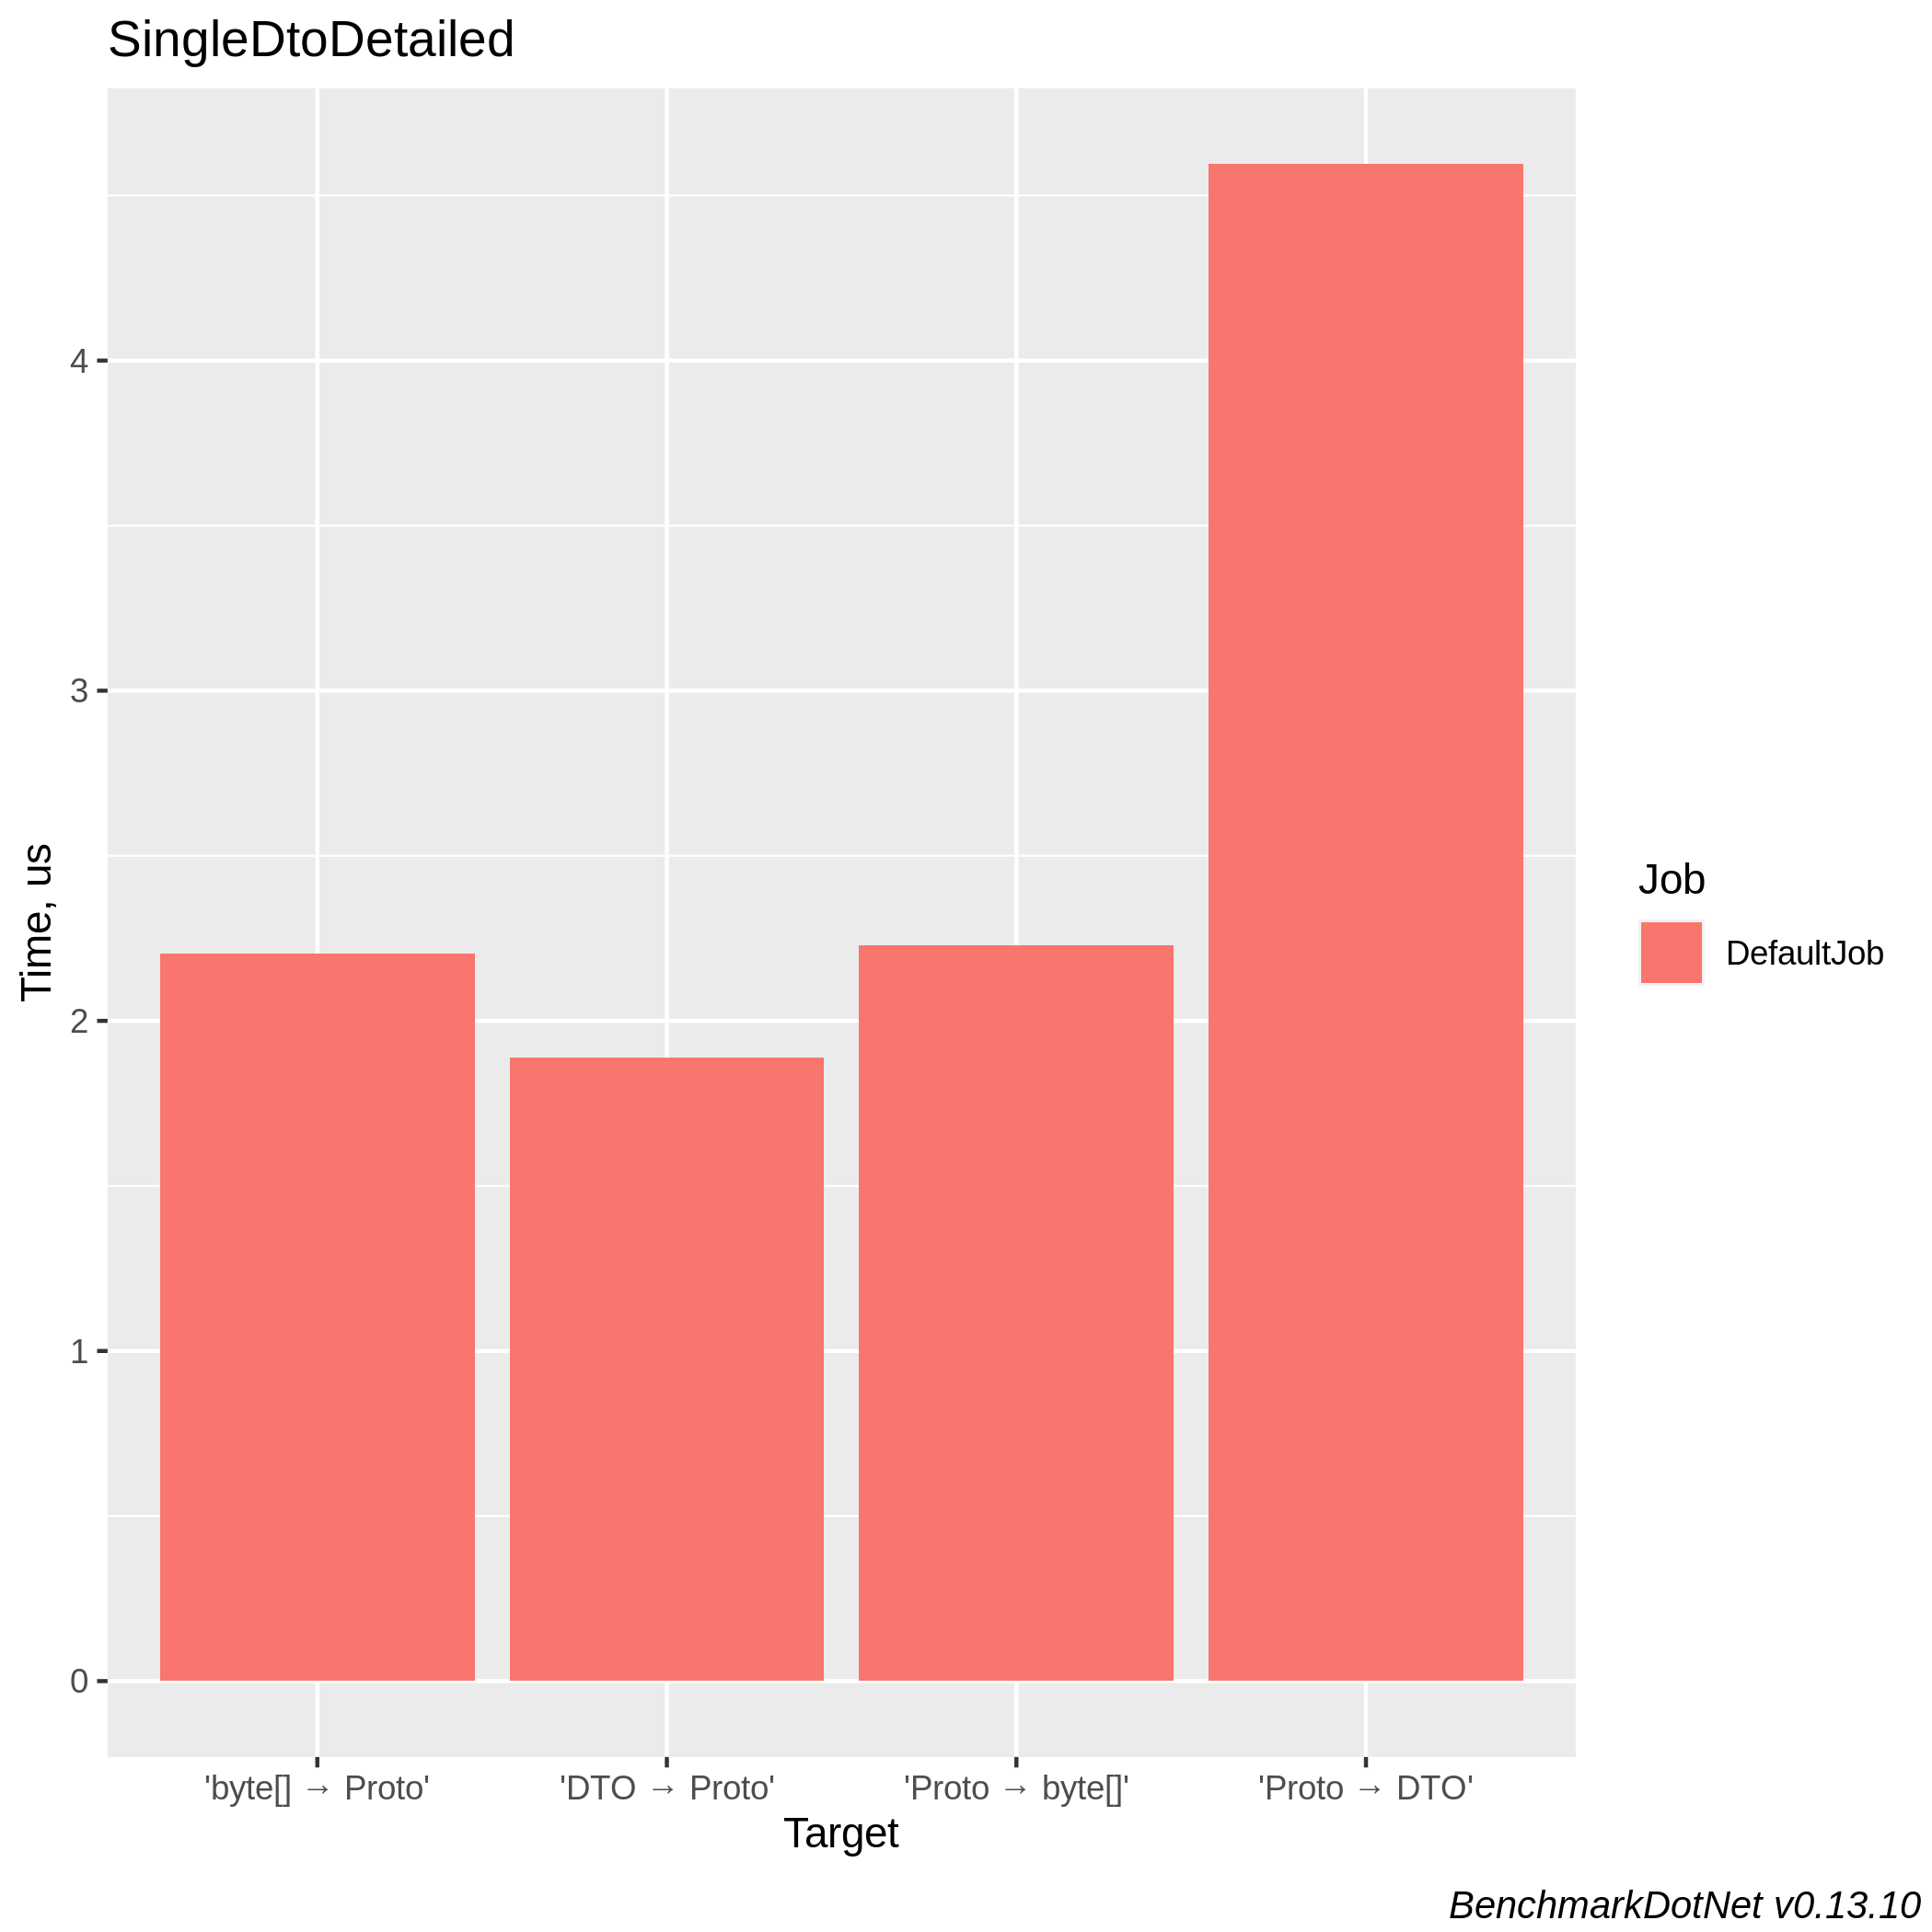 SingleDtoDetailed
Time, us
4
3
2
1
0
'byte[] → Proto'
'DTO → Proto'
'Proto → byte[]'
'Proto → DTO'
Target
Job
DefaultJob
BenchmarkDotNet v0.13.10